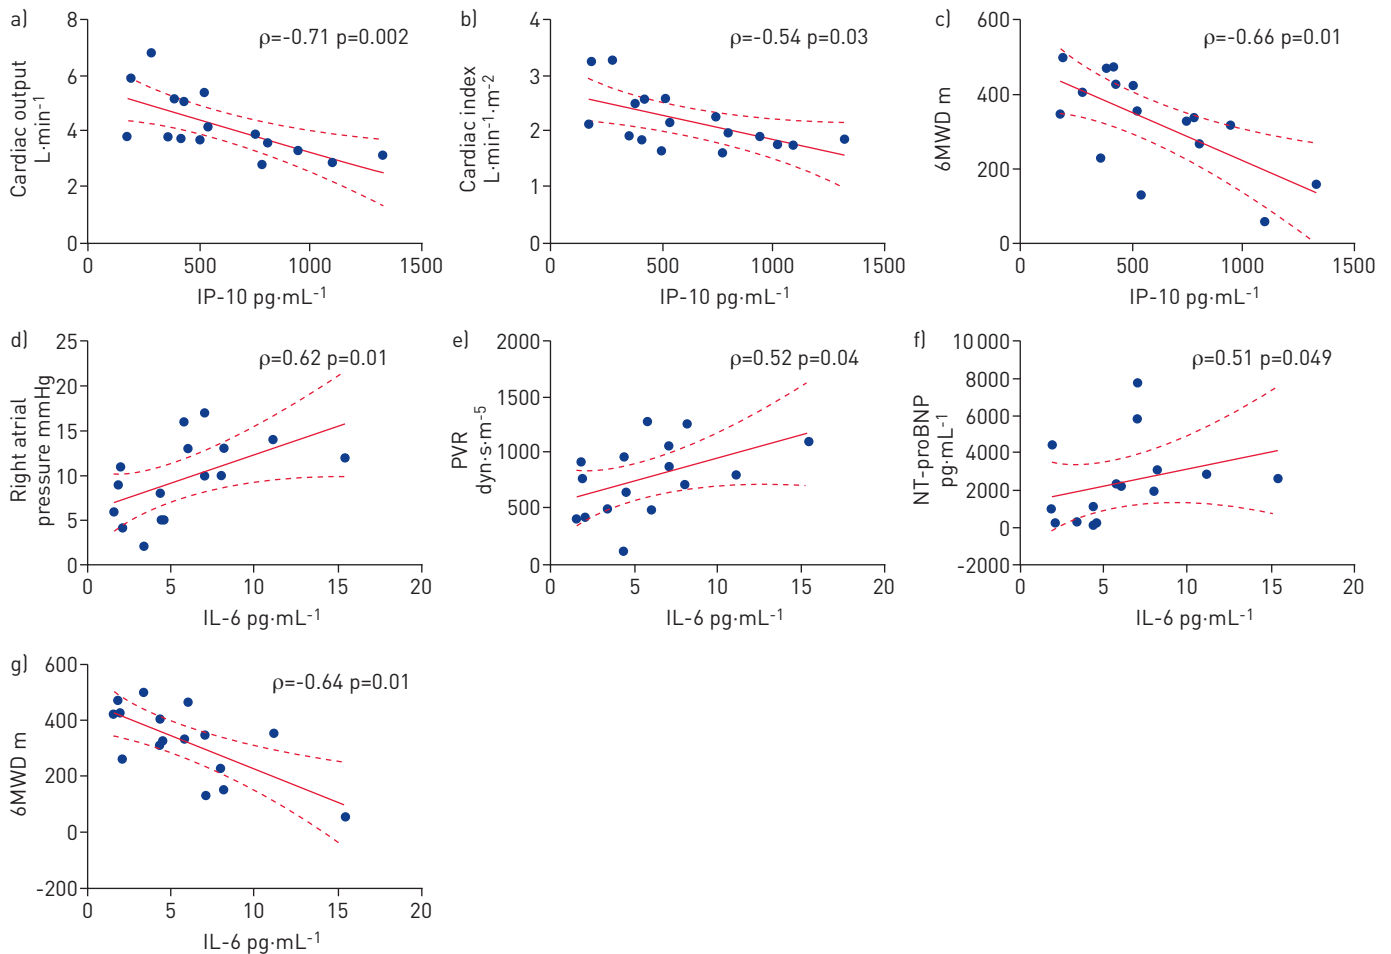 a)
ρ=-0.71 p=0.002
Cardiac output
L·min-1
8
6
4
2
0
0 500 1000 1500
IP-10 pg·mL-1
b)
ρ=-0.54 p=0.03
Cardiac index
L·min-1·m-2
4
3
2
1
0
0 500 1000 1500
IP-10 pg·mL-1
c)
ρ=-0.66 p=0.01
6MWD m
600
400
200
0
0 500 1000 1500
IP-10 pg·mL-1
d)
ρ=0.62 p=0.01
Right atrial
pressure mmHg
25
20
15
10
5
0
0 5 10 15 20
IL-6 pg·mL-1
e)
ρ=0.52 p=0.04
PVR
dyn·s·m-5
2000
1500
1000
500
0
0 5 10 15 20
IL-6 pg·mL-1
f)
ρ=0.51 p=0.049
NT-proBNP
pg·mL-1
10000
8000
6000
4000
2000
0
-2000
0 5 10 15 20
IL-6 pg·mL-1
g)
ρ=-0.64 p=0.01
6MWD m
600
400
200
0
-200
0 5 10 15 20
IL-6 pg·mL-1